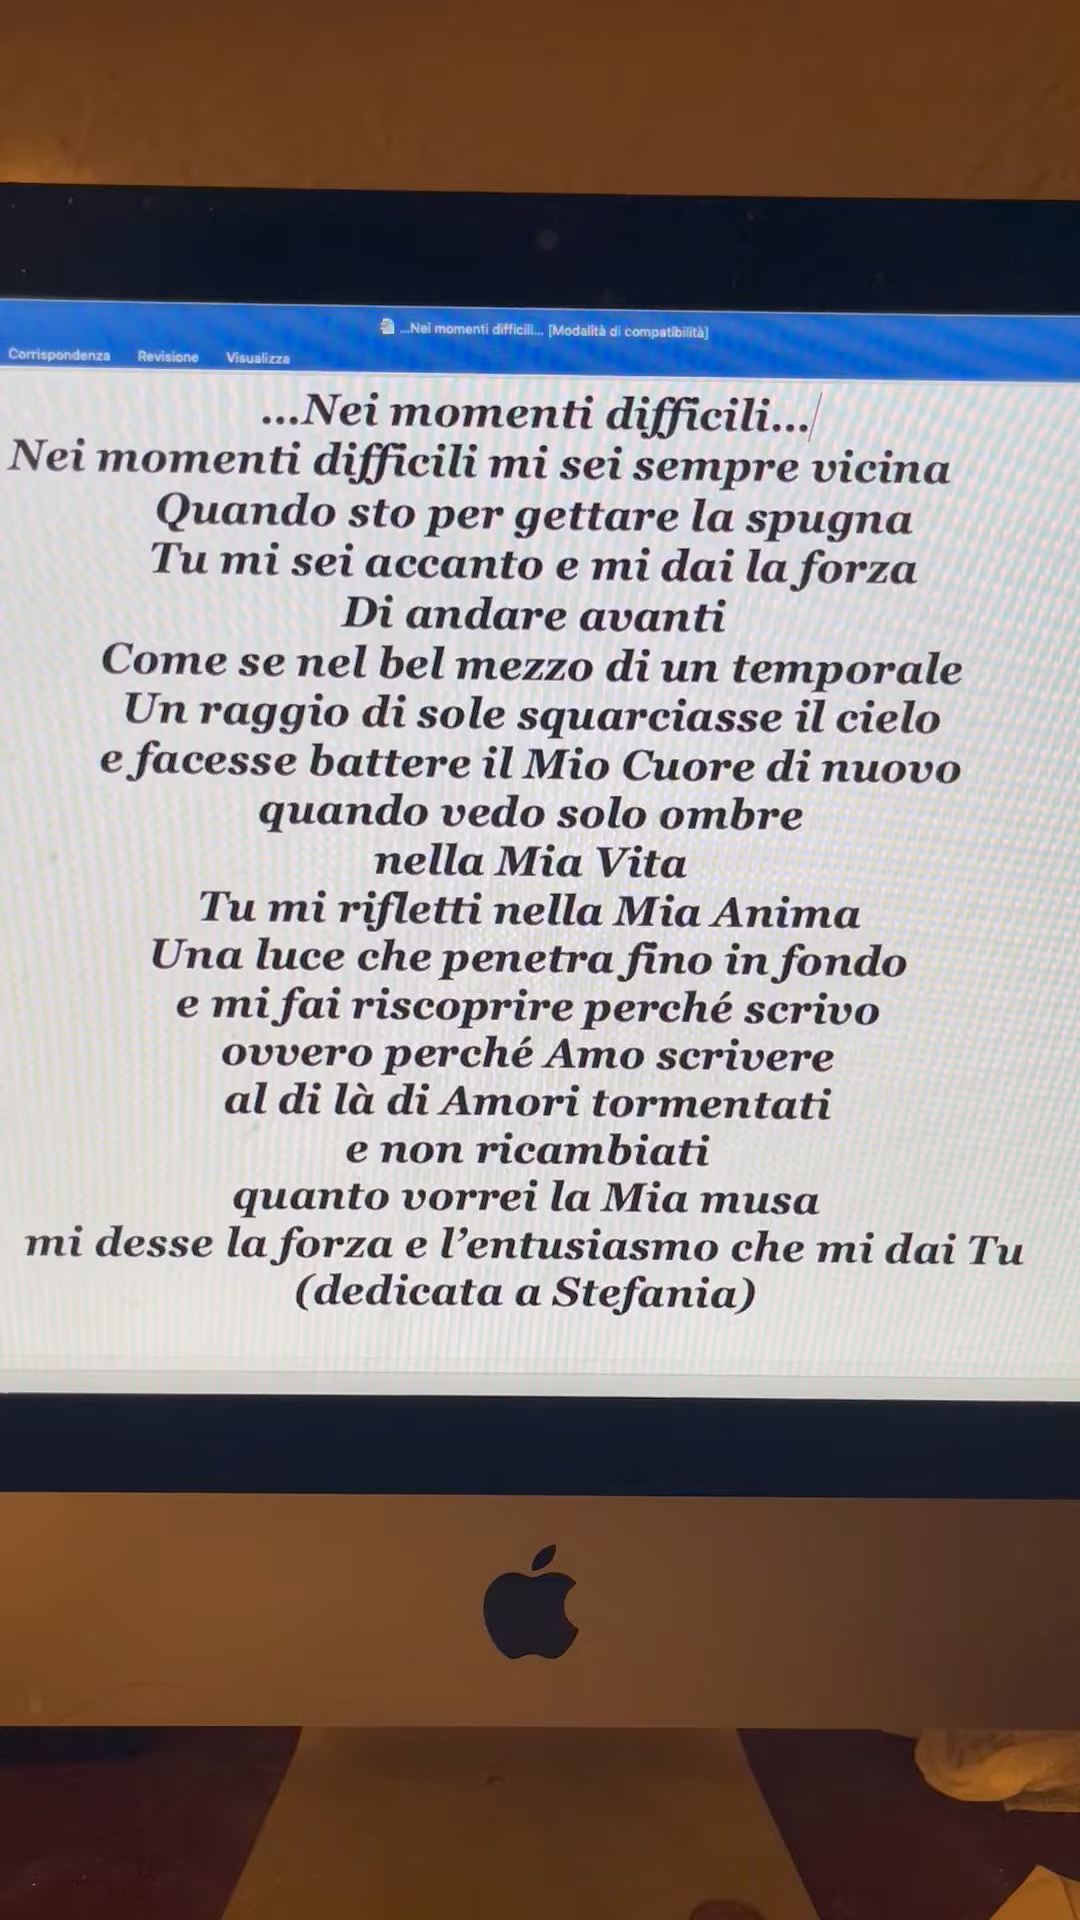 ...Nei momenti difficili... [Modalità di compatibilità]
Corrispondenza Revisione Visualizza
...Nei momenti difficili...
Nei momenti difficili mi sei sempre vicina
Quando sto per gettare la spugna
Tu mi sei accanto e mi dai la forza
Di andare avanti
Come se nel bel mezzo di un temporale
Un raggio di sole squarciasse il cielo
e facesse battere il Mio Cuore di nuovo
quando vedo solo ombre
nella Mia Vita
Tu mi rifletti nella Mia Anima
Una luce che penetra fino in fondo
e mi fai riscoprire perché scrivo
ovvero perché Amo scrivere
al di là di Amori tormentati
e non ricambiati
quanto vorrei la Mia musa
mi desse la forza e l’entusiasmo che mi dai Tu
(dedicata a Stefania)